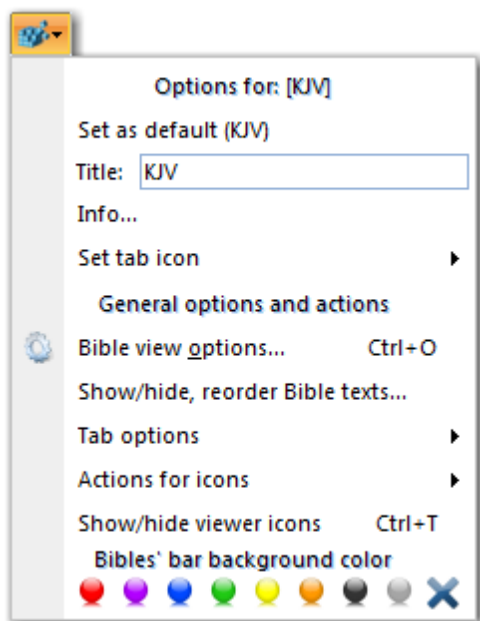 Options for: [KJV]
Set as default (KJV)
Title: KJV
Info...
Set tab icon
General options and actions
Bible view options... Ctrl+O
Show/hide, reorder Bible texts...
Tab options
Actions for icons
Show/hide viewer icons Ctrl+T
Bibles' bar background color